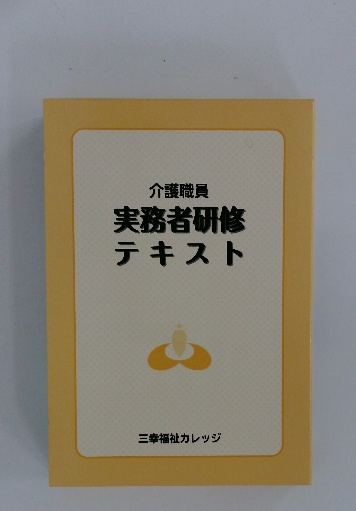 介護職員
実務者研修
テキスト
三幸福祉カレッジ